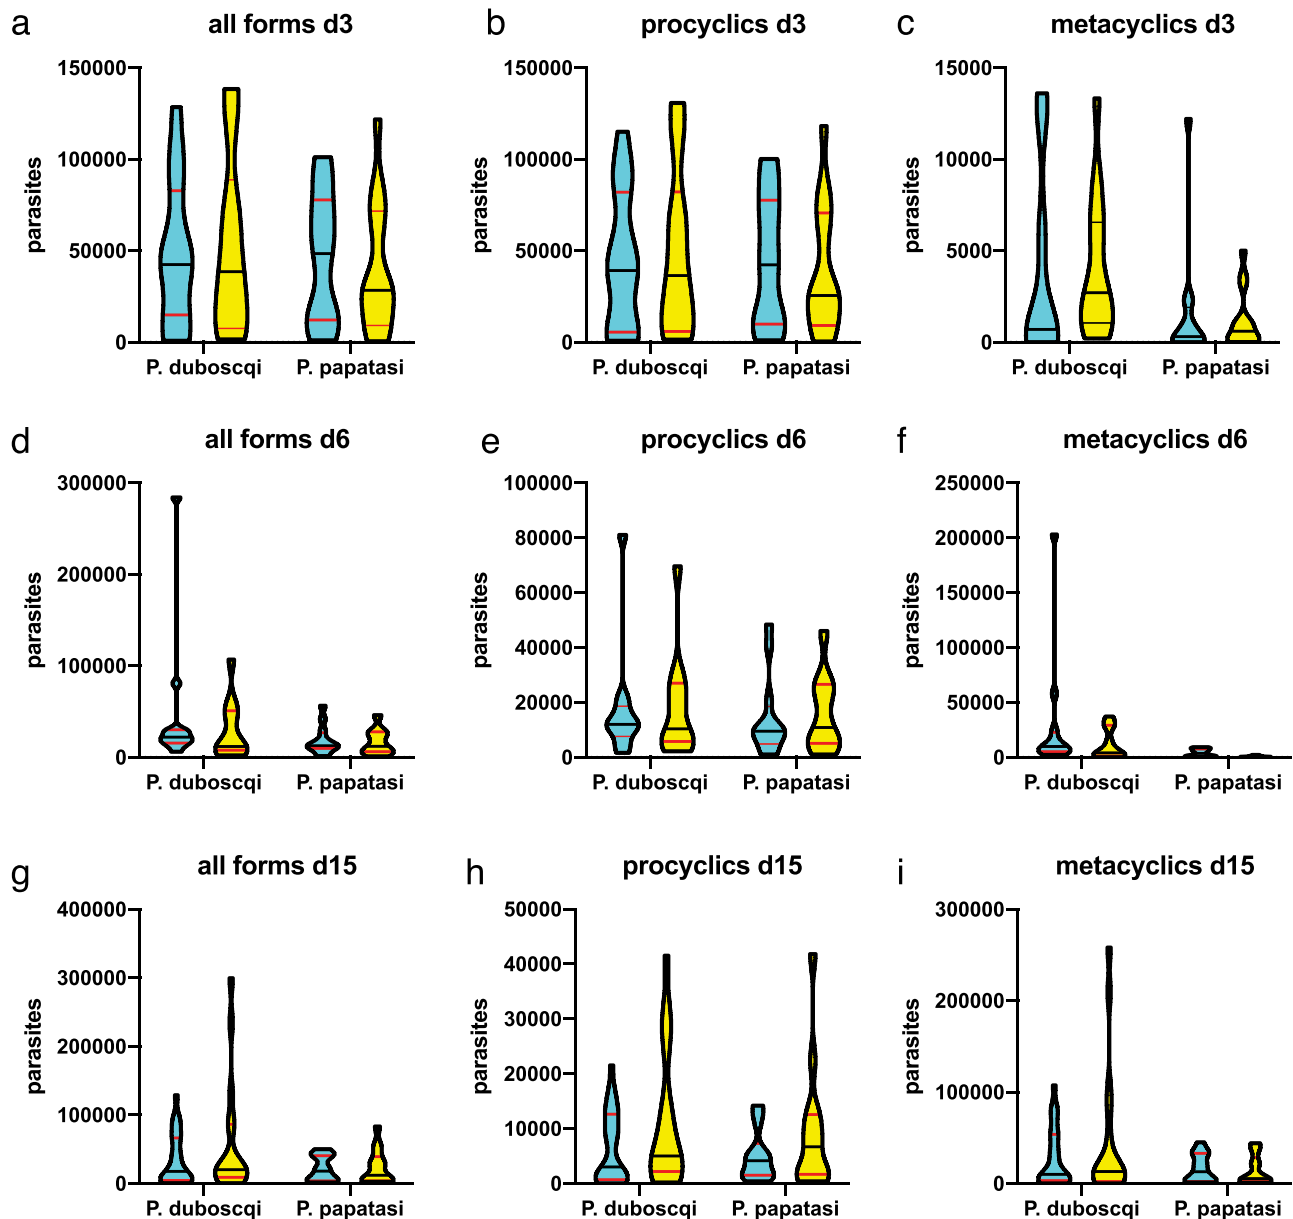 a
all forms d3
150000
100000
50000
0
parasites
P. duboscqi
P. papatasi
b
procyclics d3
150000
100000
50000
0
parasites
P. duboscqi
P. papatasi
c
metacyclics d3
15000
10000
5000
0
parasites
P. duboscqi
P. papatasi
d
all forms d6
300000
200000
100000
0
parasites
P. duboscqi
P. papatasi
e
procyclics d6
100000
80000
60000
40000
20000
0
parasites
P. duboscqi
P. papatasi
f
metacyclics d6
250000
200000
150000
100000
50000
0
parasites
P. duboscqi
P. papatasi
g
all forms d15
400000
300000
200000
100000
0
parasites
P. duboscqi
P. papatasi
h
procyclics d15
50000
40000
30000
20000
10000
0
parasites
P. duboscqi
P. papatasi
i
metacyclics d15
300000
200000
100000
0
parasites
P. duboscqi
P. papatasi